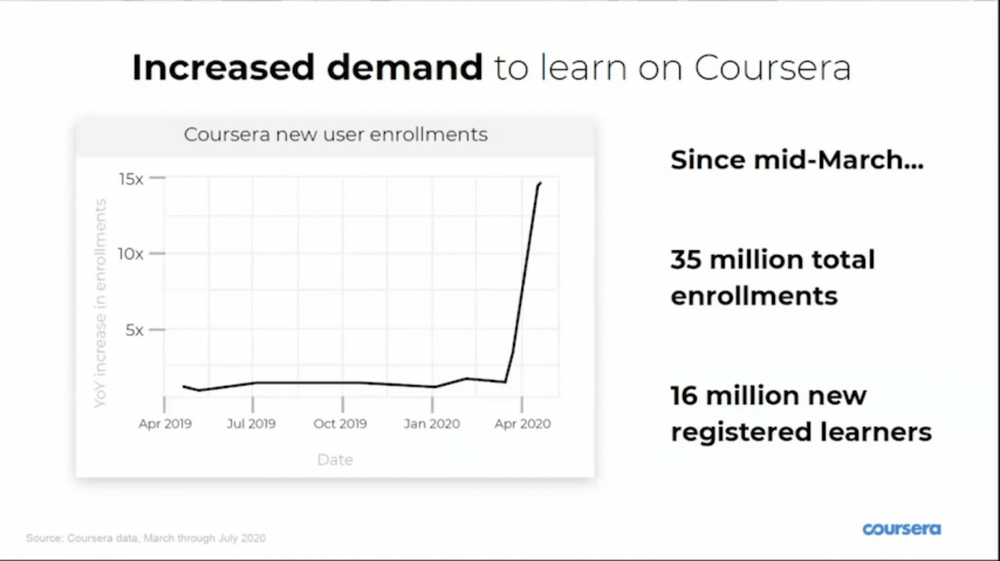 Increased demand to learn on Coursera
Coursera new user enrollments
15x
10x
5x
YoY increase in enrollments
Apr 2019
Jul 2019
Oct 2019
Jan 2020
Apr 2020
Date
Since mid-March...
35 million total
enrollments
16 million new
registered learners
Source: Coursera data, March through July 2020
coursera